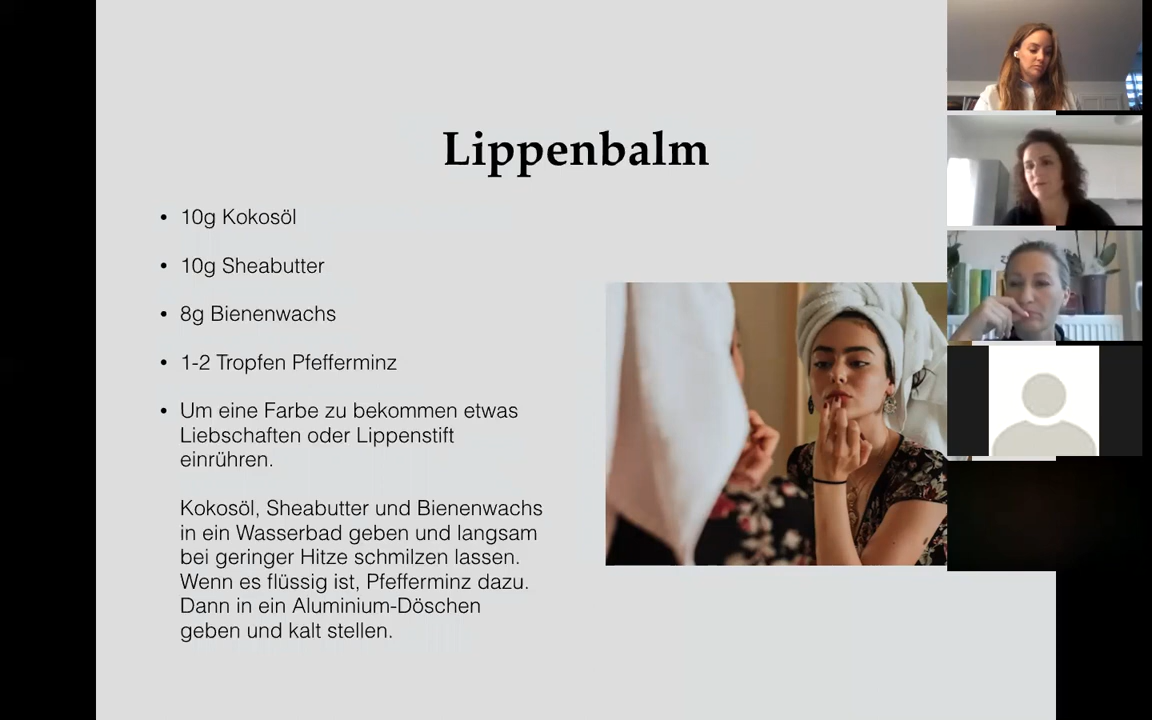 Lippenbalm
• 10g Kokosöl
• 10g Sheabutter
• 8g Bienenwachs
• 1-2 Tropfen Pfefferminz
• Um eine Farbe zu bekommen etwas
Liebschaften oder Lippenstift
einrühren.
Kokosöl, Sheabutter und Bienenwachs
in ein Wasserbad geben und langsam
bei geringer Hitze schmilzen lassen.
Wenn es flüssig ist, Pfefferminz dazu.
Dann in ein Aluminium-Döschen
geben und kalt stellen.